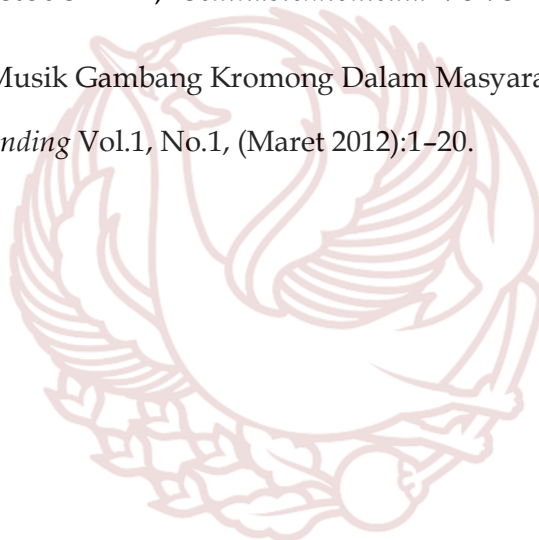 Musik Gambang Kromong Dalam Masyara
nding Vol.1, No.1, (Maret 2012):1–20.